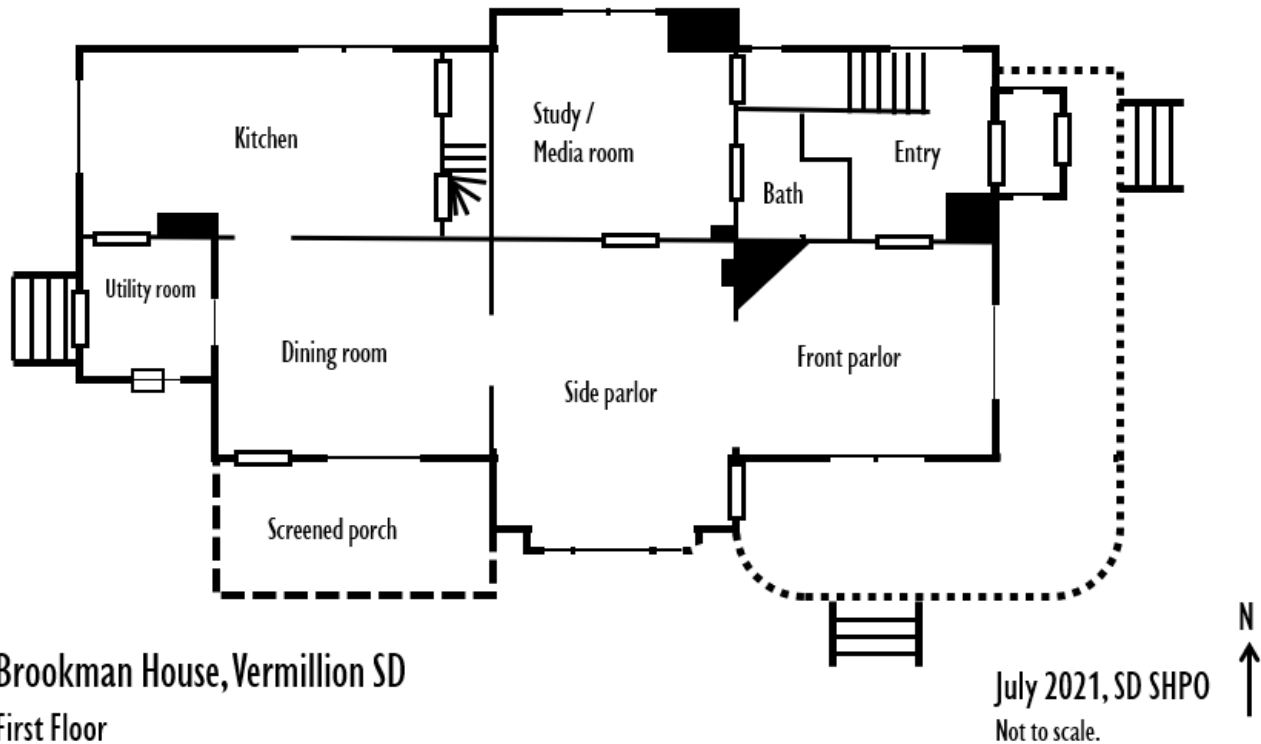 Kitchen
Study /
Media room
Entry
Bath
Utility room
Dining room
Side parlor
Front parlor
Screened porch
N
Brookman House, Vermillion SD
First Floor
July 2021, SD SHPO
Not to scale.